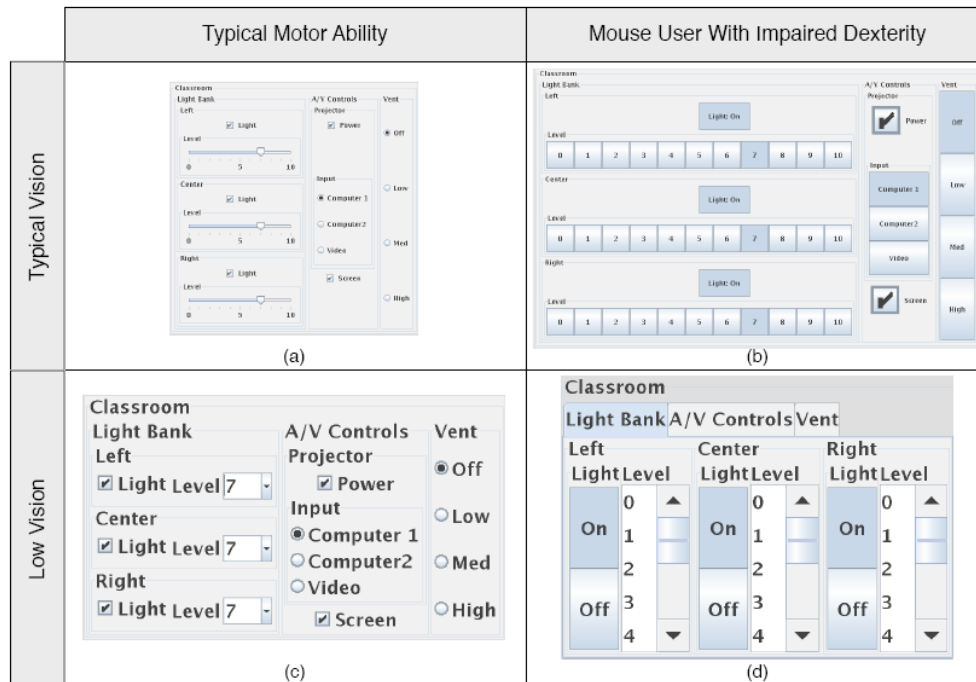 Typical Motor Ability
Mouse User With Impaired Dexterity
Typical Vision
Classroom
Light Bank
Left
Light
Level
0 5 10
Center
Light
Level
0 5 10
Right
Light
Level
0 5 10
A/V Controls
Projector
Power
Input
Computer 1
Computer2
Video
Screen
Vent
Off
Low
Med
High
(a)
Classroom
Light Bank
Left
Light: On
Level
0 1 2 3 4 5 6 7 8 9 10
Center
Light: On
Level
0 1 2 3 4 5 6 7 8 9 10
Right
Light: On
Level
0 1 2 3 4 5 6 7 8 9 10
A/V Controls
Projector
Power
Input
Computer 1
Computer2
Video
Screen
Vent
Off
Low
Med
High
(b)
Low Vision
Classroom
Light Bank
Left
Light Level 7
Center
Light Level 7
Right
Light Level 7
A/V Controls
Projector
Power
Input
Computer 1
Computer2
Video
Screen
Vent
Off
Low
Med
High
(c)
Classroom
Light Bank A/V Controls Vent
Left
Light Level
On
Off
0
1
2
3
4
Center
Light Level
On
Off
0
1
2
3
4
Right
Light Level
On
Off
0
1
2
3
4
(d)